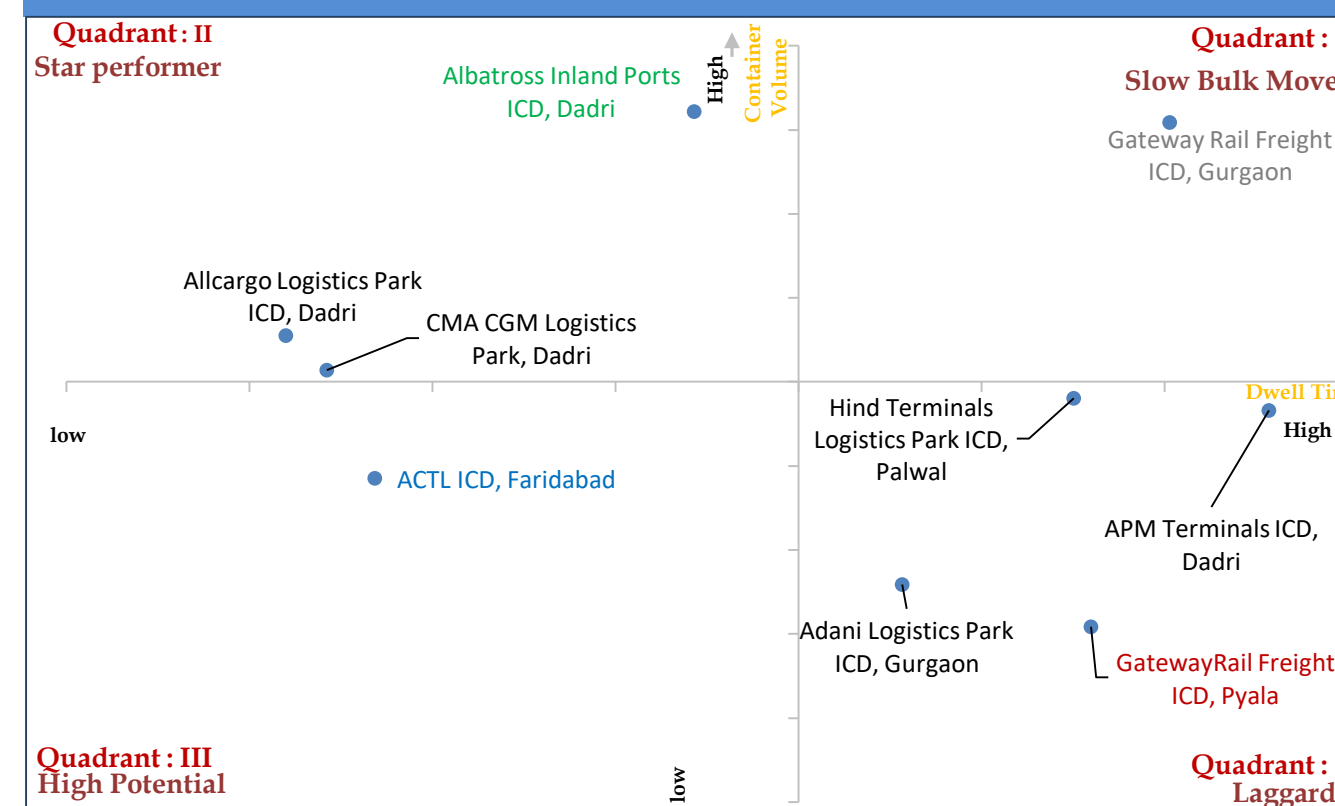 Quadrant : II
Star performer
Albatross Inland Ports
ICD, Dadri
High
Container
Volume
Quadrant :
Slow Bulk Move
Gateway Rail Freight
ICD, Gurgaon
Allcargo Logistics Park
ICD, Dadri
CMA CGM Logistics
Park, Dadri
low
Dwell Tim
High
Hind Terminals
Logistics Park ICD,
Palwal
ACTL ICD, Faridabad
APM Terminals ICD,
Dadri
Adani Logistics Park
ICD, Gurgaon
GatewayRail Freight
ICD, Pyala
Quadrant : III
High Potential
low
Quadrant :
Laggard